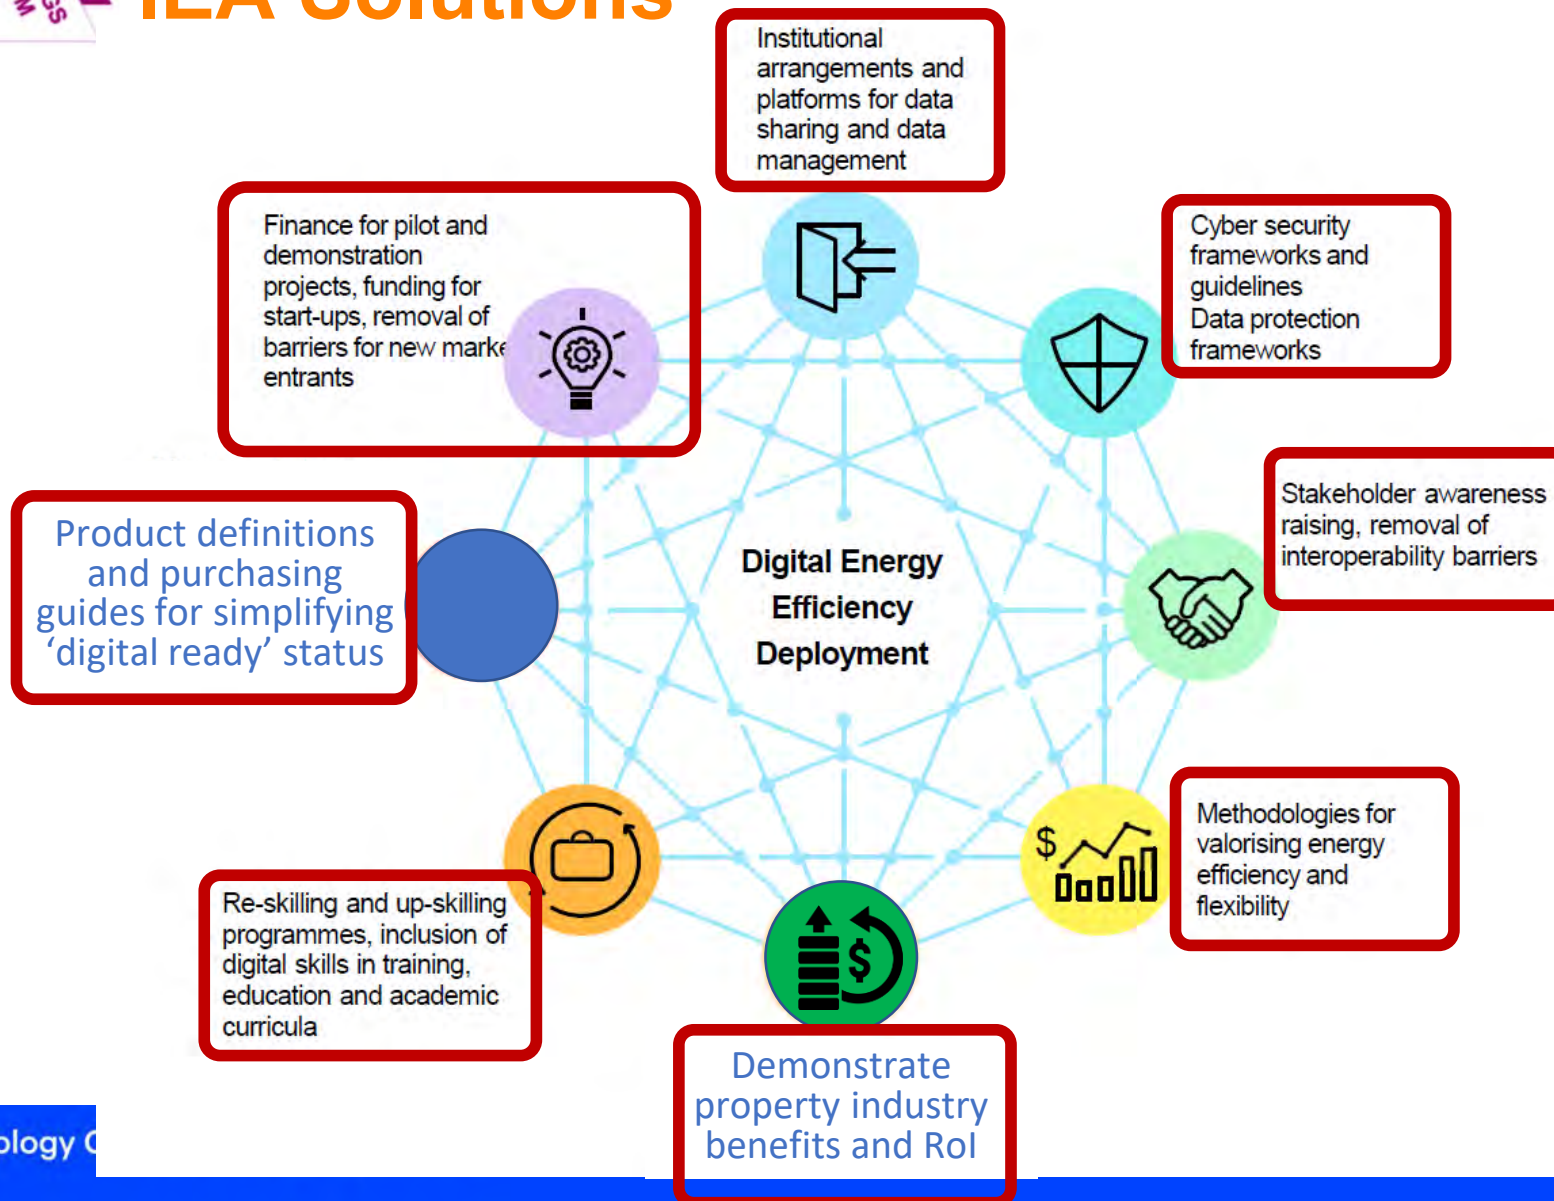 IEA Solutions
Institutional
arrangements and
platforms for data
sharing and data
management
Finance for pilot and
demonstration
projects, funding for
start-ups, removal of
barriers for new marke
entrants
Cyber security
frameworks and
guidelines
Data protection
frameworks
Stakeholder awareness
raising, removal of
interoperability barriers
Product definitions
and purchasing
guides for simplifying
‘digital ready’ status
Digital Energy
Efficiency
Deployment
$
Methodologies for
valorising energy
efficiency and
flexibility
Re-skilling and up-skilling
programmes, inclusion of
digital skills in training,
education and academic
curricula
$
Demonstrate
property industry
benefits and RoI
ology C